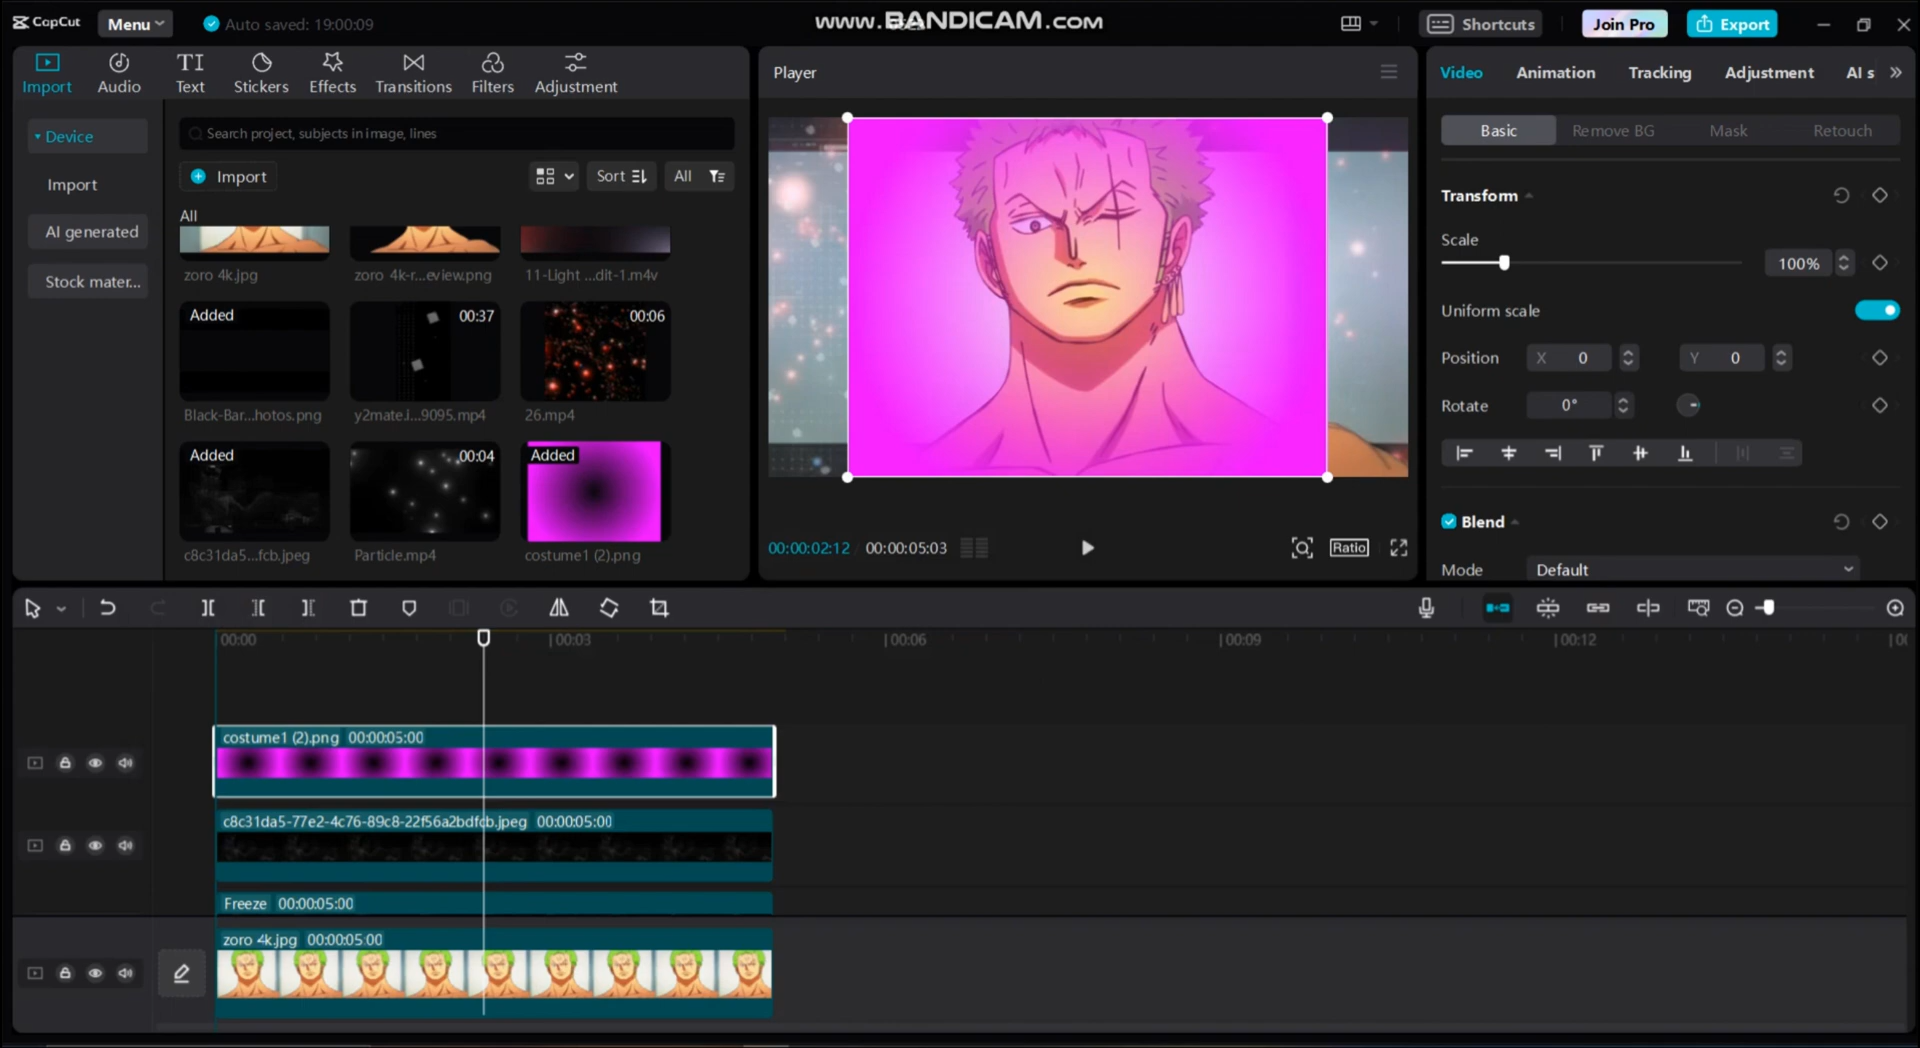 CapCut
Menu
Auto saved: 19:00:09
www.BANDICAM.com
Shortcuts
Join Pro
Export
Import
Audio
TI
Text
Stickers
Effects
Transitions
Filters
Adjustment
Player
Video
Animation
Tracking
Adjustment
AI s
Device
Import
AI generated
Stock mater...
Search project, subjects in image, lines
Import
Sort
All
All
zoro 4k.jpg
zoro 4k-r...eview.png
11-Light ...dit-1.m4v
Added
00:37
00:06
Black-Bar...hotos.png
y2mate.i...9095.mp4
26.mp4
Added
00:04
Added
c8c31da5...fcb.jpeg
Particle.mp4
costume1 (2).png
00:00:02:12 / 00:00:05:03
Ratio
Basic
Remove BG
Mask
Retouch
Transform
Scale
100%
Uniform scale
Position
X 0
Y 0
Rotate
0°
Blend
Mode
Default
00:00
00:03
00:06
00:09
00:12
costume1 (2).png 00:00:05:00
c8c31da5-77e2-4c76-89c8-22f56a2bdfcb.jpeg 00:00:05:00
Freeze 00:00:05:00
zoro 4k.jpg 00:00:05:00